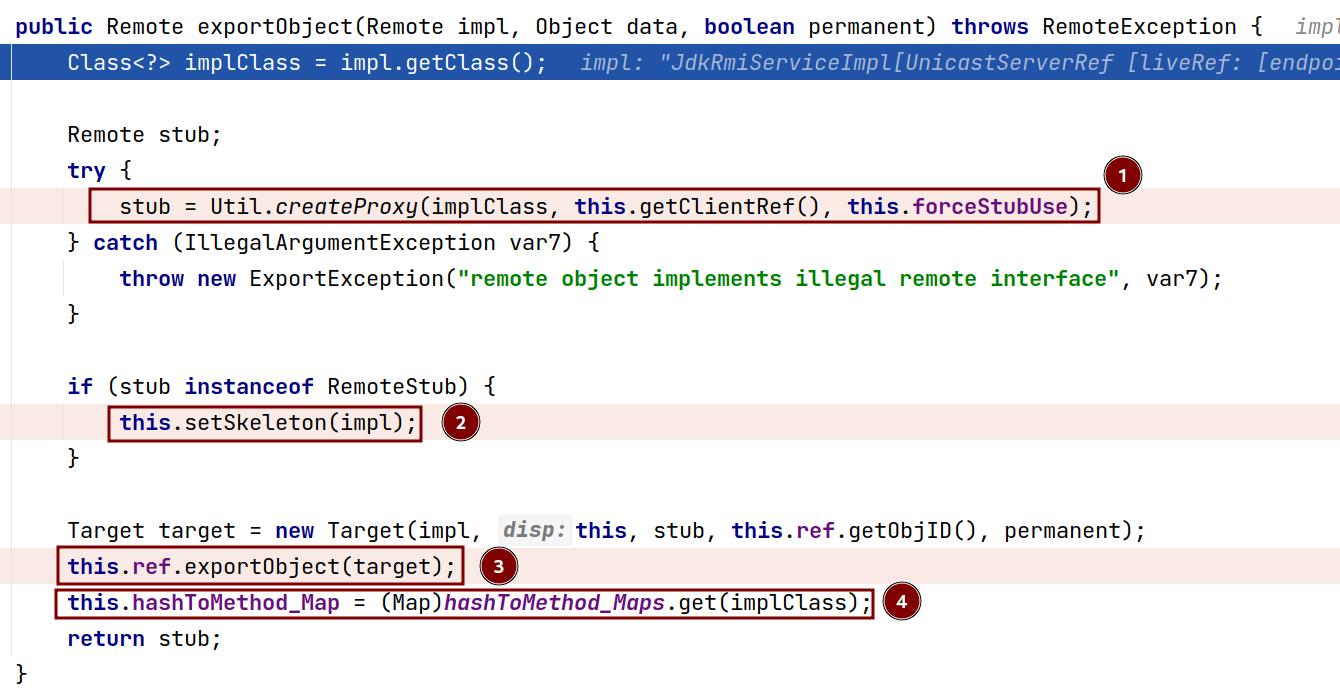 public Remote exportObject(Remote impl, Object data, boolean permanent) throws RemoteException {   impl
Class<?> implClass = impl.getClass();   impl: "JdkRmiServiceImpl[UnicastServerRef [liveRef: [endpoi
Remote stub;
try {
1
stub = Util.createProxy(implClass, this.getClientRef(), this.forceStubUse);
} catch (IllegalArgumentException var7) {
throw new ExportException("remote object implements illegal remote interface", var7);
}
if (stub instanceof RemoteStub) {
this.setSkeleton(impl); 2
}
Target target = new Target(impl, disp: this, stub, this.ref.getObjID(), permanent);
this.ref.exportObject(target); 3
this.hashToMethod_Map = (Map)hashToMethod_Maps.get(implClass); 4
return stub;
}